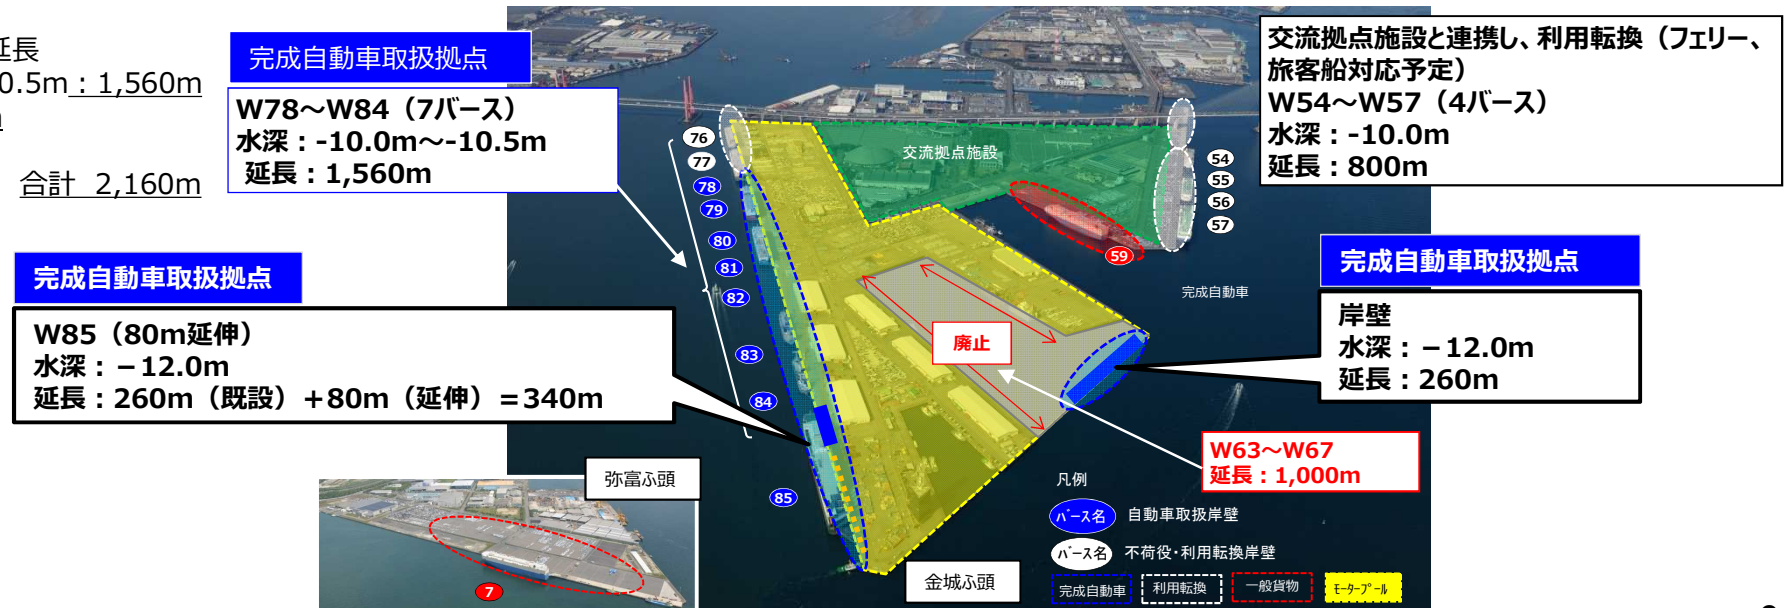 延長
0.5m：1,560m
合計 2,160m
完成自動車取扱拠点
W78～W84（7バース）
水深：-10.0m～-10.5m
延長：1,560m
完成自動車取扱拠点
W85（80m延伸）
水深：－12.0m
延長：260m（既設）＋80m（延伸）＝340m
弥富ふ頭
7
76
77
78
79
80
81
82
83
84
85
交流拠点施設
54
55
56
57
59
完成自動車
廃止
金城ふ頭
交流拠点施設と連携し、利用転換（フェリー、
旅客船対応予定）
W54～W57（4バース）
水深：-10.0m
延長：800m
完成自動車取扱拠点
岸壁
水深：－12.0m
延長：260m
W63～W67
延長：1,000m
凡例
バース名 自動車取扱岸壁
バース名 不荷役・利用転換岸壁
完成自動車 利用転換 一般貨物 モータープール